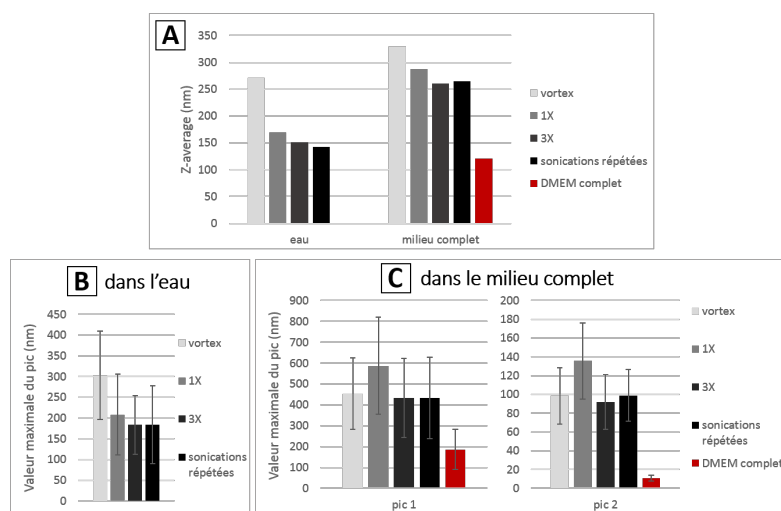 A
Z-average (nm)
350
300
250
200
150
100
50
0
eau
milieu complet
vortex
1X
3X
sonications répétées
DMEM complet
B dans l'eau
Valeur maximale du pic (nm)
450
400
350
300
250
200
150
100
50
0
vortex
1X
3X
sonications
répétées
C dans le milieu complet
Valeur maximale du pic (nm)
900
800
700
600
500
400
300
200
100
0
pic 1
200
180
160
140
120
100
80
60
40
20
0
pic 2
vortex
1X
3X
sonications
répétées
DMEM complet